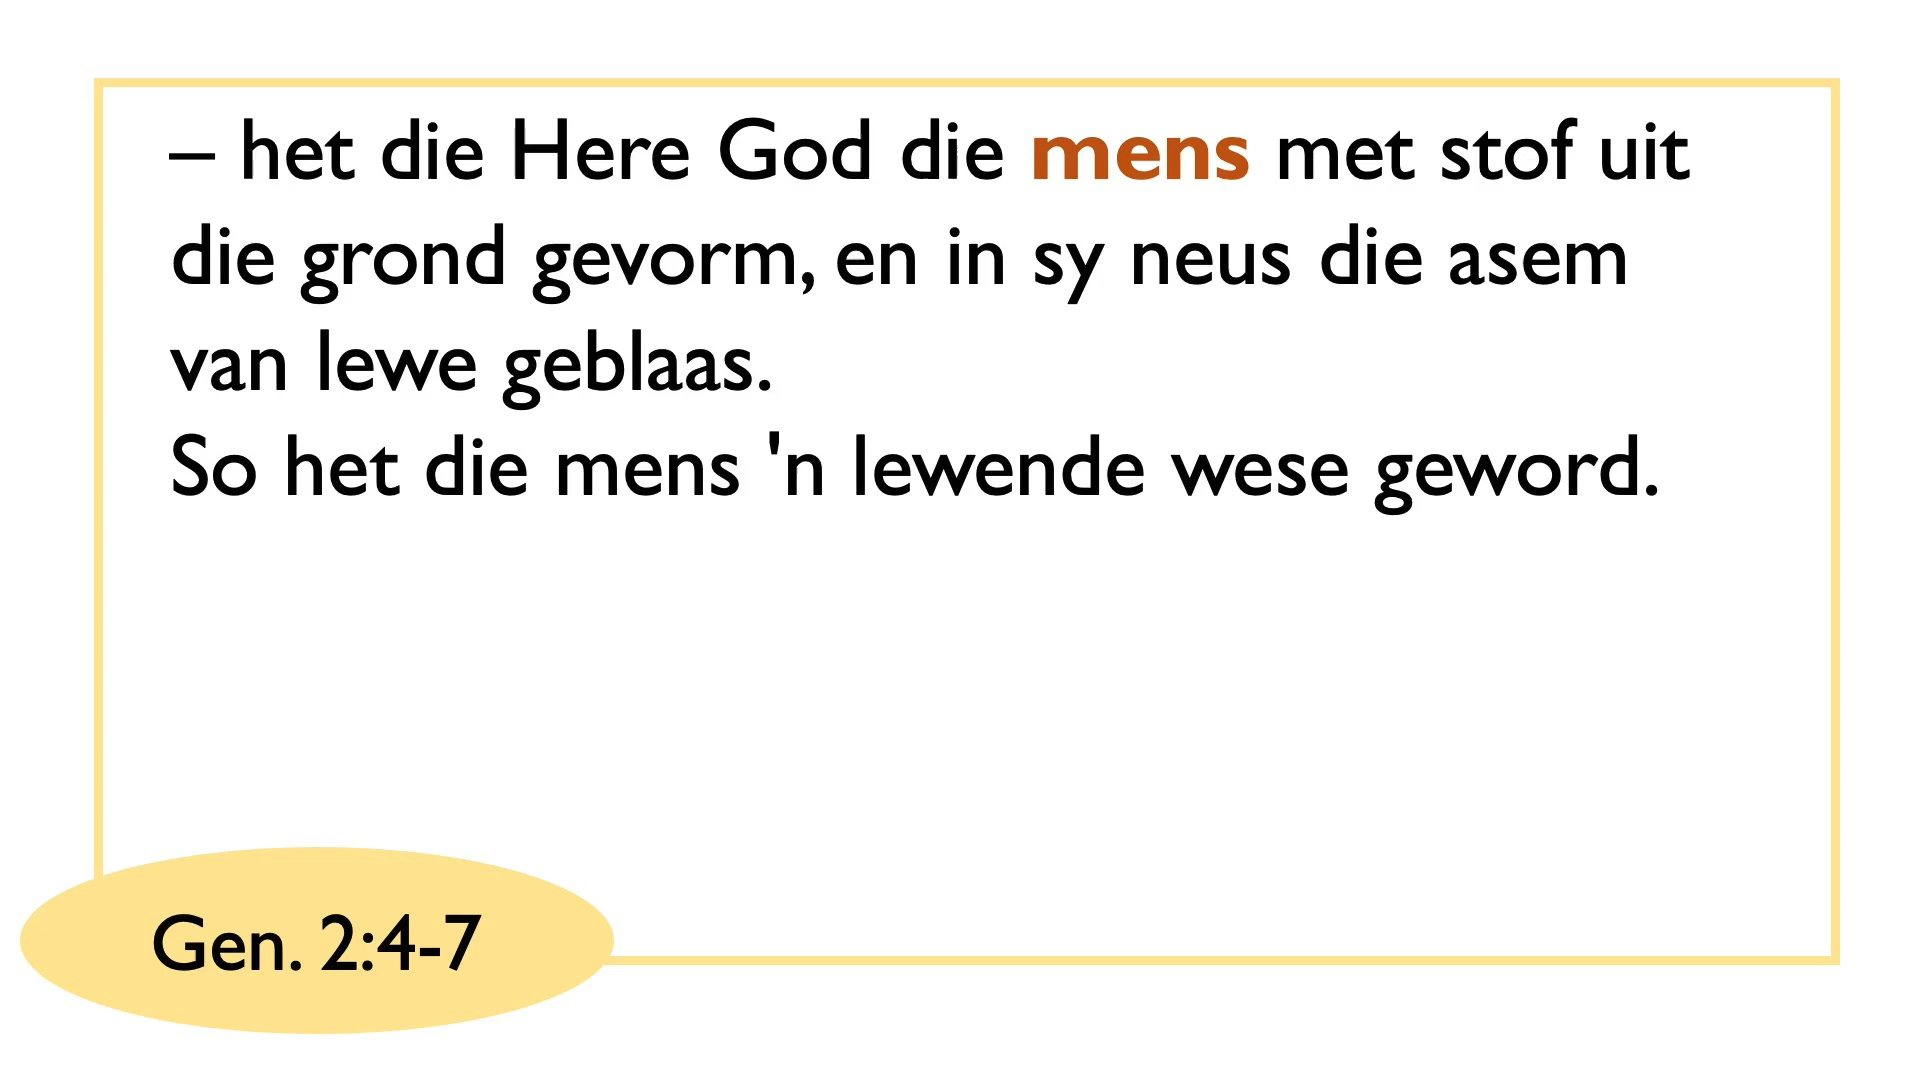 – het die Here God die mens met stof uit
die grond gevorm, en in sy neus die asem
van lewe geblaas.
So het die mens 'n lewende wese geword.
Gen. 2:4-7